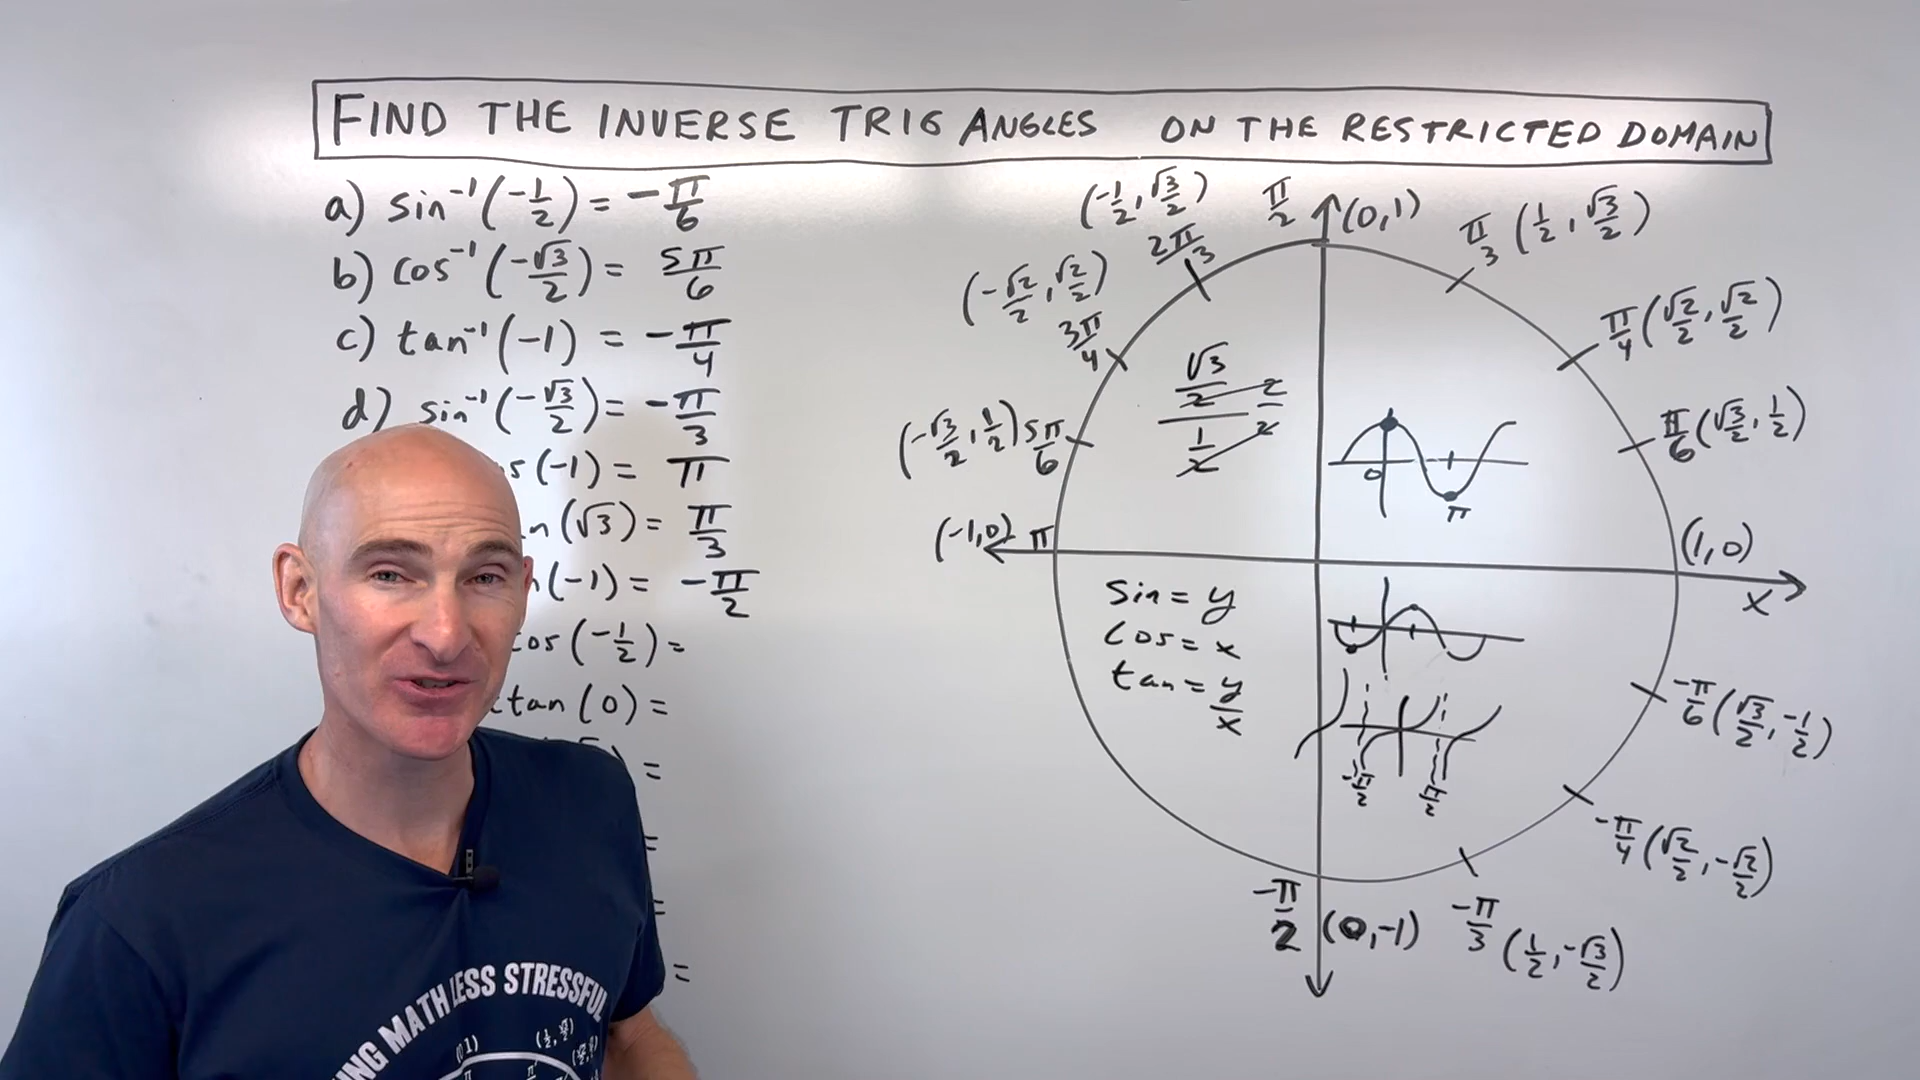 FIND THE INVERSE TRIG ANGLES ON THE RESTRICTED DOMAIN
a) sin⁻¹(-1/2) = -π/6
b) cos⁻¹(-√3/2) = 5π/6
c) tan⁻¹(-1) = -π/4
d) sin⁻¹(-√3/2) = -π/3
s(-1) = π
n(√3) = π/3
n(-1) = -π/2
cos(-1/2) =
ctan(0) =
=
=
=
=
π/2 (0,1)
(-1/2, √3/2)
2π/3
(-√2/2, √2/2)
3π/4
(-√3/2, 1/2) 5π/6
(-1,0) π
π/3 (1/2, √3/2)
π/4 (√2/2, √2/2)
π/6 (√3/2, 1/2)
(1,0)
x
√3/2 2
1/2 2
0
π
sin = y
cos = x
tan = y/x
-π/2
π/2
-π/6 (√3/2, -1/2)
-π/4 (√2/2, -√2/2)
-π/3 (1/2, -√3/2)
-π/2 (0,-1)
NG MATH LESS STRESSFUL